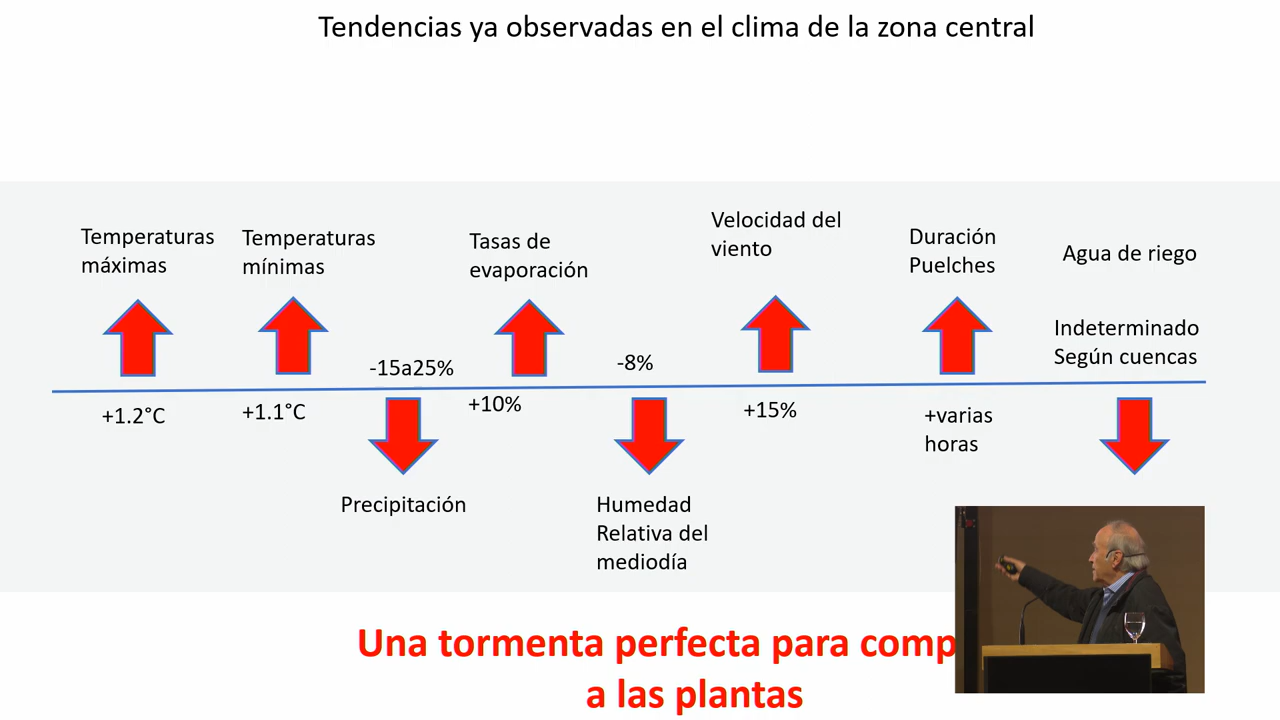 Tendencias ya observadas en el clima de la zona central
Temperaturas
máximas
Temperaturas
mínimas
Tasas de
evaporación
Velocidad del
viento
Duración
Puelches
Agua de riego
Indeterminado
Según cuencas
-15a25%
-8%
+1.2°C
+1.1°C
+10%
+15%
+varias
horas
Precipitación
Humedad
Relativa del
mediodía
Una tormenta perfecta para
a las plantas